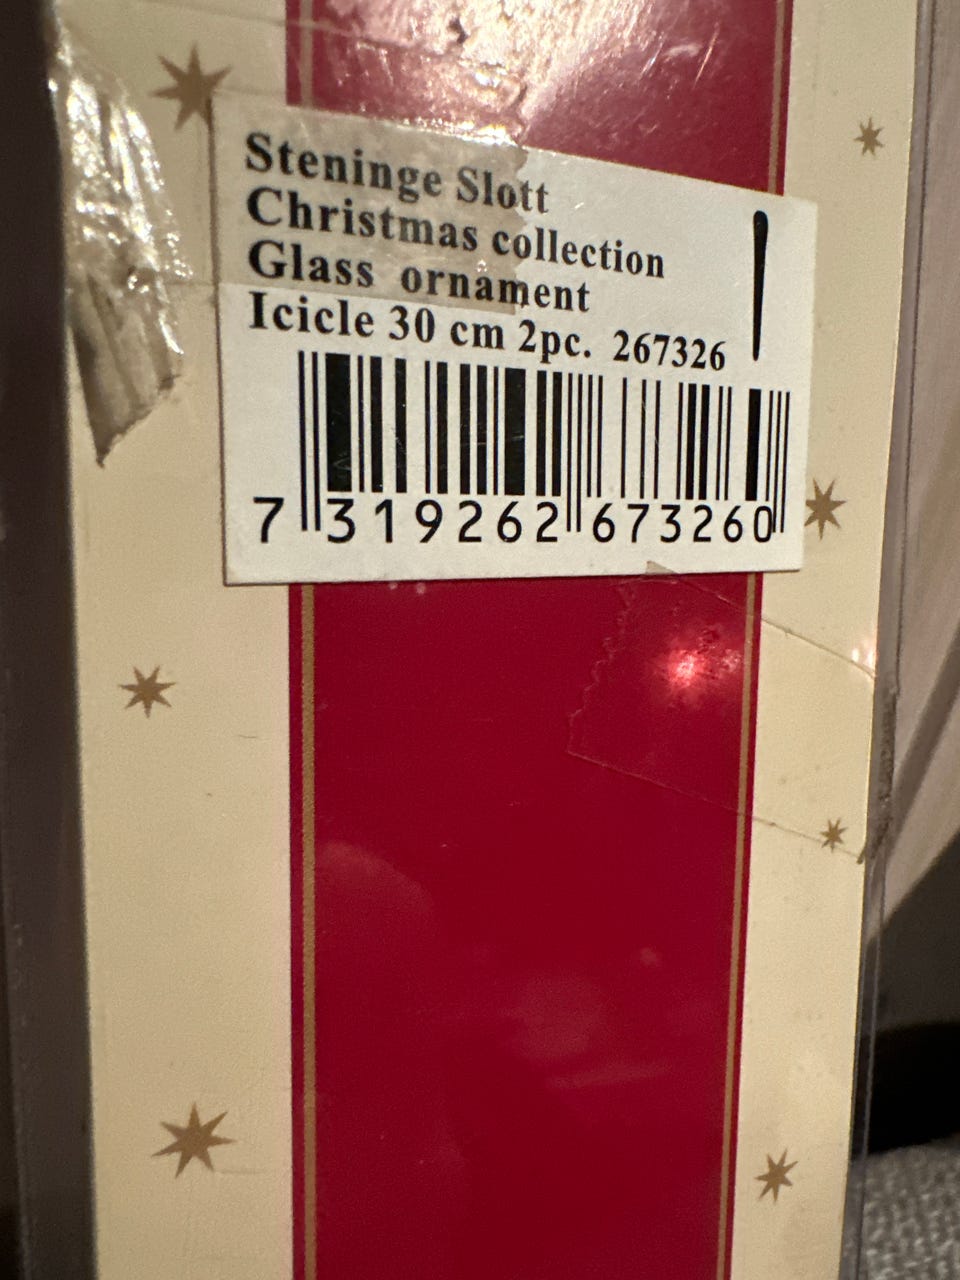 Steninge Slott
Christmas collection
Glass ornament
Icicle 30 cm 2pc. 267326
7 319262 673260